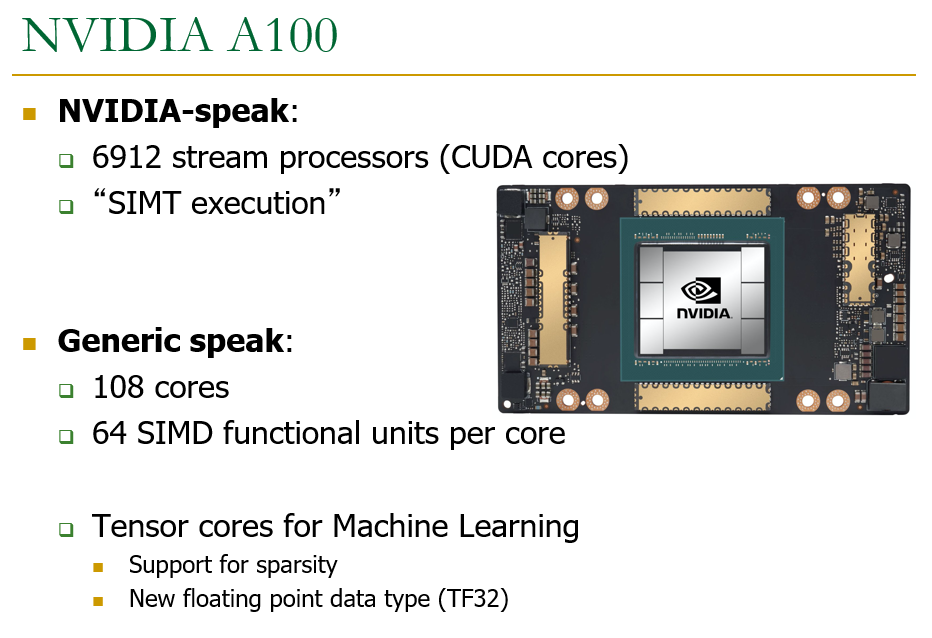 NVIDIA A100
NVIDIA-speak:
6912 stream processors (CUDA cores)
“SIMT execution”
NVIDIA.
Generic speak:
108 cores
64 SIMD functional units per core
Tensor cores for Machine Learning
Support for sparsity
New floating point data type (TF32)